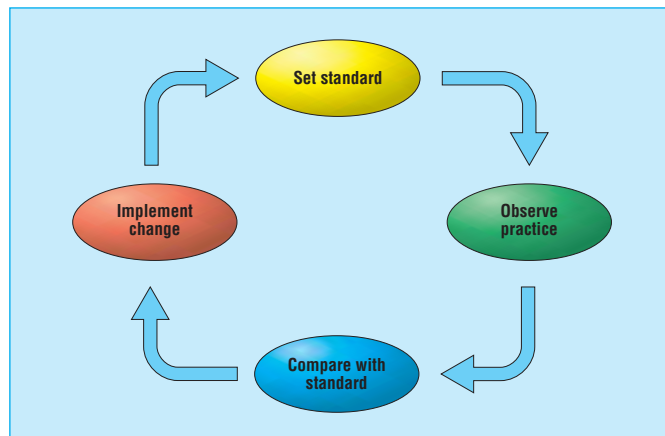 Set standard
Observe
practice
Compare with
standard
Implement
change